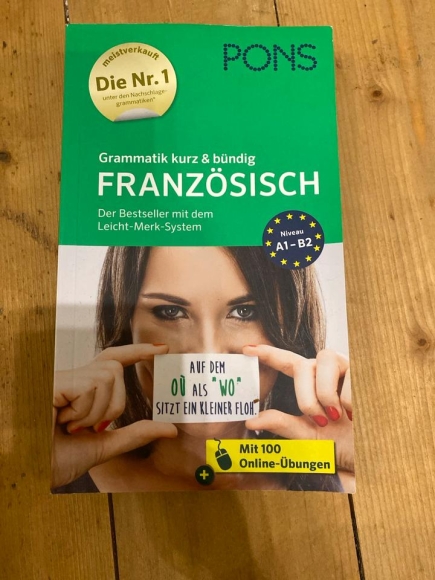 meistverkauft
Die Nr. 1
unter den Nachschlage-
grammatiken*
PONS
Grammatik kurz & bündig
FRANZÖSISCH
Der Bestseller mit dem
Leicht-Merk-System
Niveau
A1 – B2
AUF DEM
OÙ ALS "WO"
SITZT EIN KLEINER FLOH.
Mit 100
Online-Übungen
+